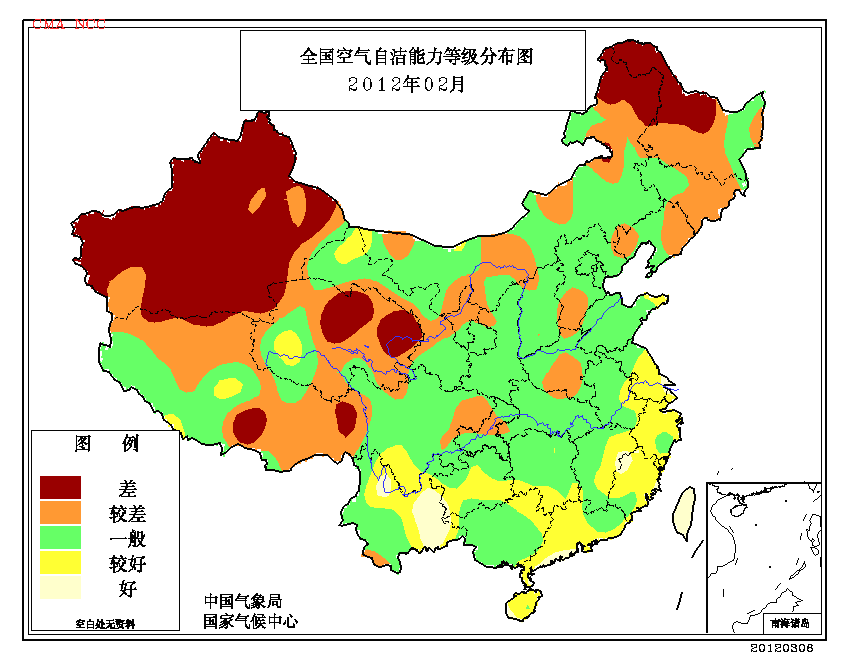 CMA NCC
全国空气自洁能力等级分布图
2012年02月
图 例
差
较差
一般
较好
好
空白处无资料
中国气象局
国家气候中心
南海诸岛
20120306